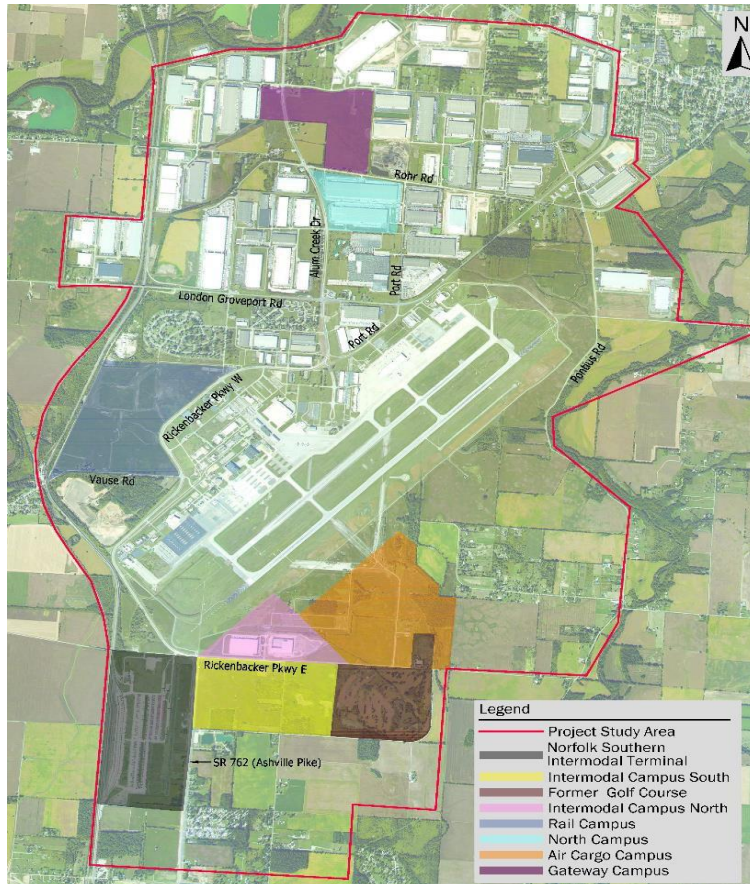 N
Rohr Rd
Alum Creek Dr
Port Rd
London Groveport Rd
Port Rd
Pontius Rd
Rickenbacker Pkwy W
Vause Rd
Rickenbacker Pkwy E
SR 762 (Ashville Pike)
Legend
Project Study Area
Norfolk Southern
Intermodal Terminal
Intermodal Campus South
Former Golf Course
Intermodal Campus North
Rail Campus
North Campus
Air Cargo Campus
Gateway Campus